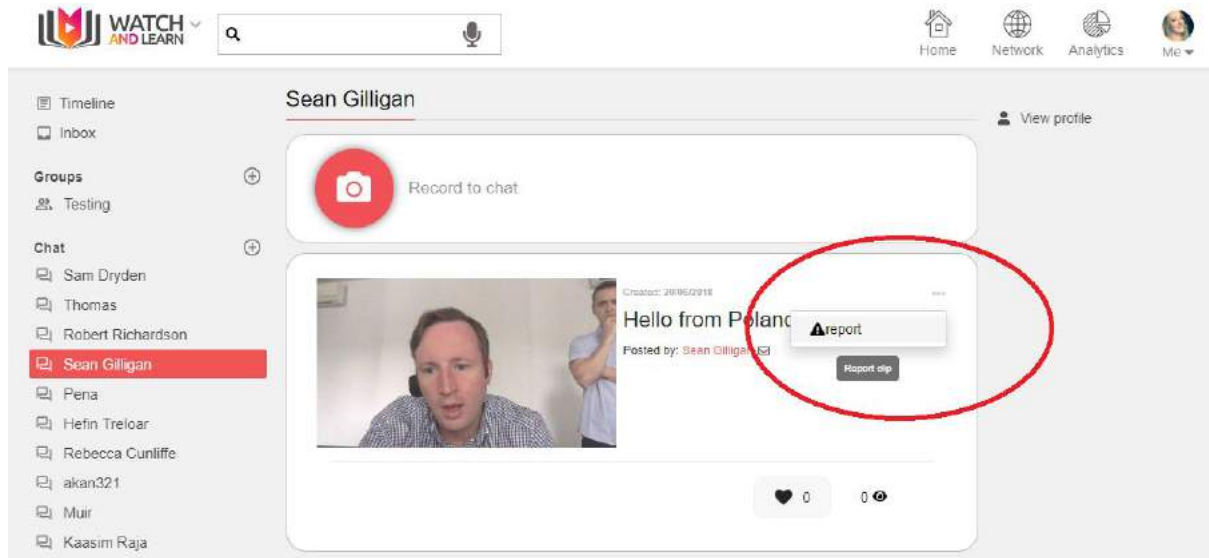 WATCH
AND LEARN
Home
Network
Analytics
Me
Timeline
Inbox
Groups
Testing
Chat
Sam Dryden
Thomas
Robert Richardson
Sean Gilligan
Pena
Hefin Treloar
Rebecca Cunliffe
akan321
Muir
Kaasim Raja
Sean Gilligan
View profile
Record to chat
Created: 20/06/2018
Hello from Poland
report
Posted by: Sean Gilligan
Report clip
0
0